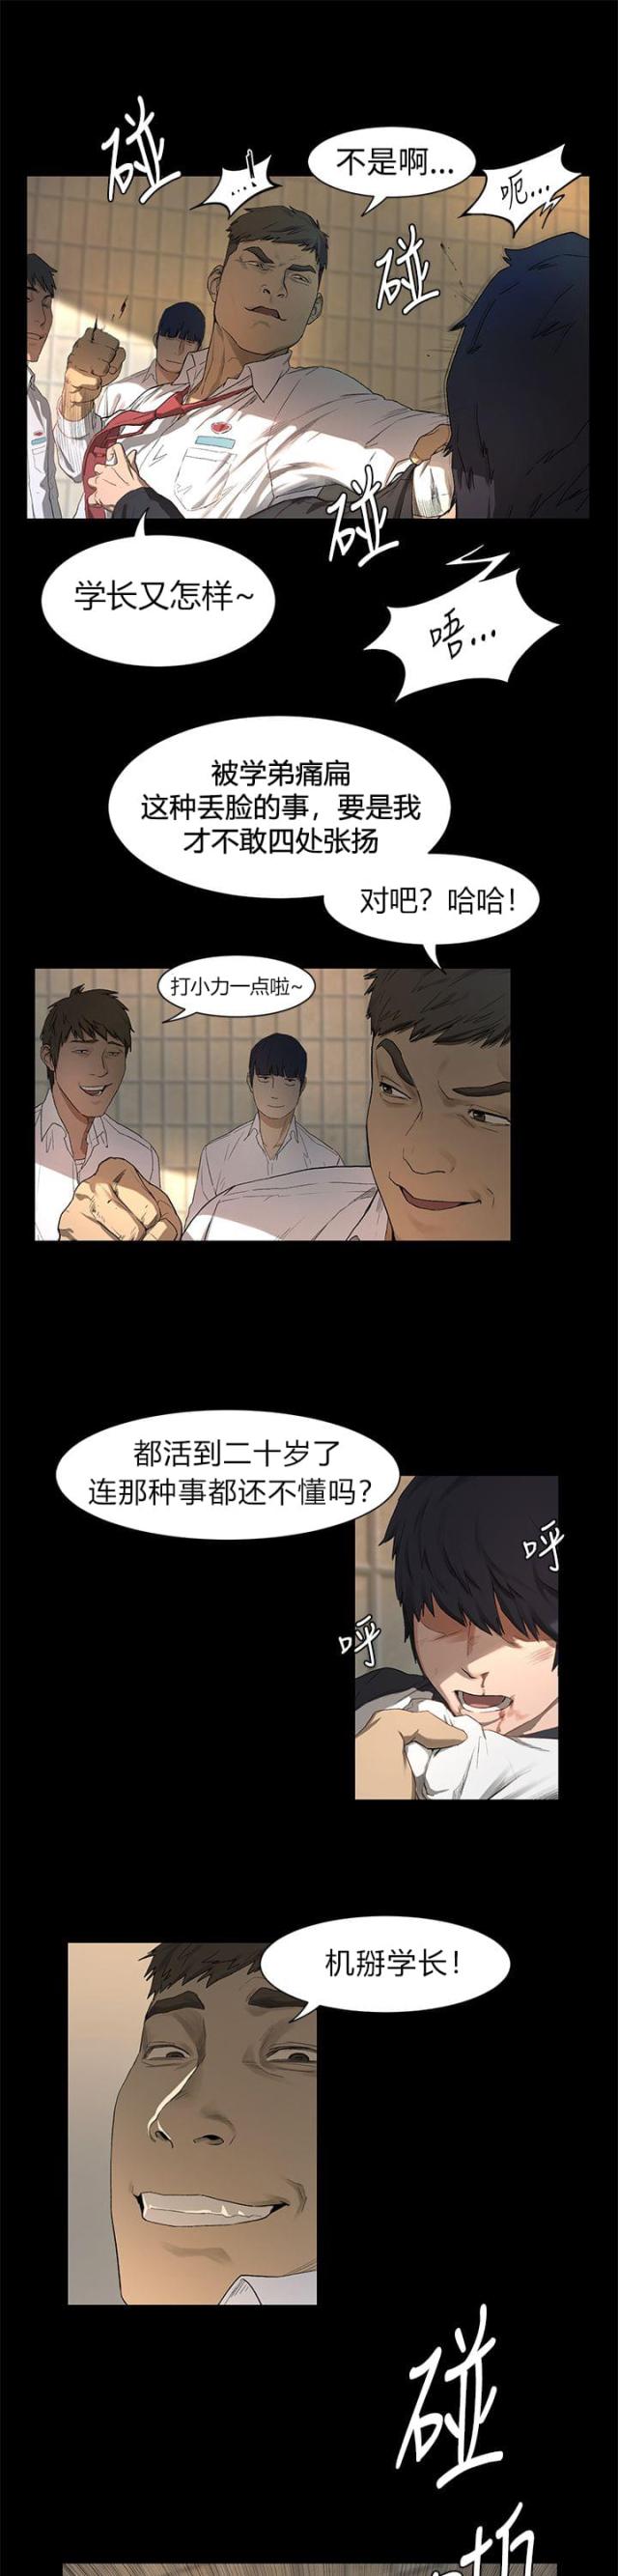 碰
不是啊…
…!
呃…
碰
碰
学长又怎样~
唔…
被学弟痛扁
这种丢脸的事，要是我
才不敢四处张扬
对吧？哈哈！
打小力一点啦~
都活到二十岁了
连那种事都还不懂吗？
呼
呼
机掰学长！
碰